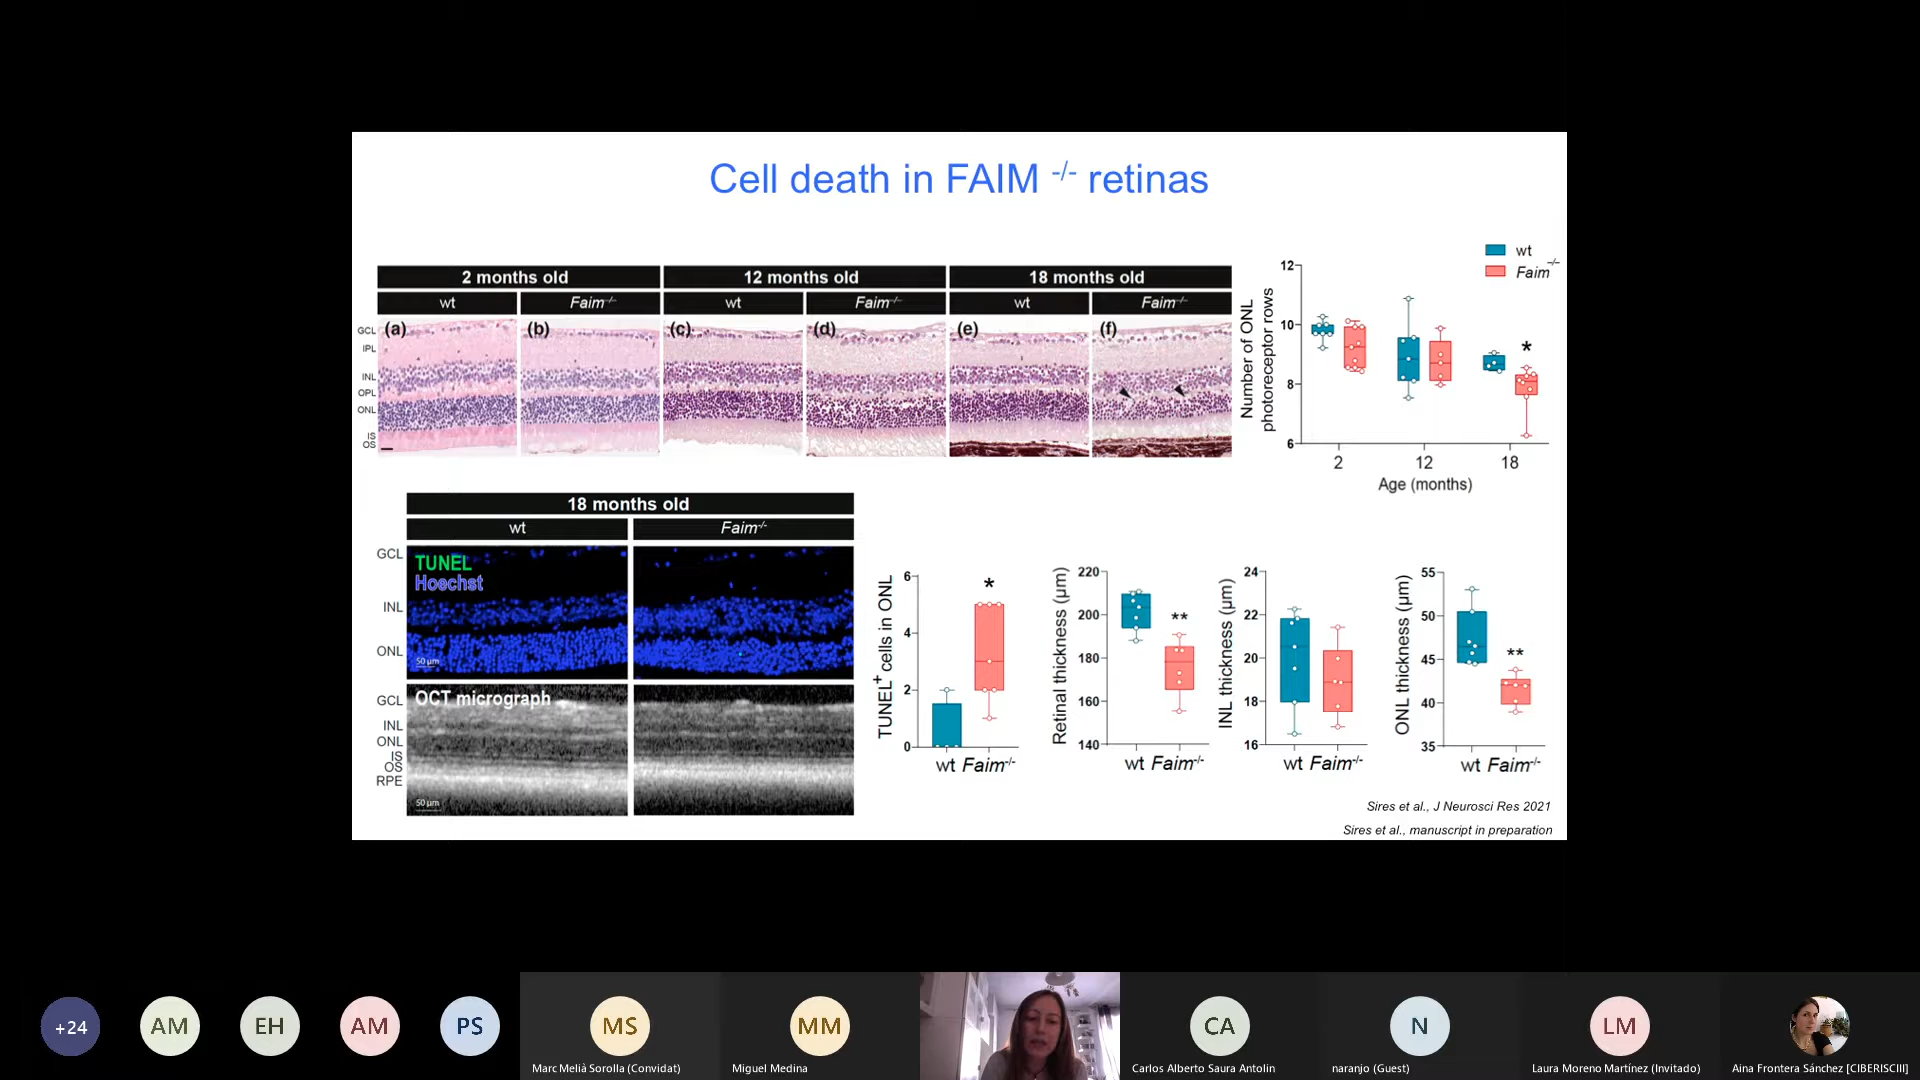 Cell death in FAIM -/- retinas
2 months old
12 months old
18 months old
wt
Faim-/-
wt
Faim-/-
wt
Faim-/-
(a)
(b)
(c)
(d)
(e)
(f)
GCL
IPL
INL
OPL
ONL
IS
OS
wt
Faim-/-
Number of ONL
photoreceptor rows
12
10
8
6
*
2
12
18
Age (months)
18 months old
wt
Faim-/-
TUNEL
Hoechst
GCL
INL
ONL
50 µm
OCT micrograph
GCL
INL
ONL
IS
OS
RPE
50 µm
TUNEL+ cells in ONL
6
4
2
0
*
wt Faim-/-
Retinal thickness (µm)
220
200
180
160
140
**
wt Faim-/-
INL thickness (µm)
24
22
20
18
16
wt Faim-/-
ONL thickness (µm)
55
50
45
40
35
**
wt Faim-/-
Sires et al., J Neurosci Res 2021
Sires et al., manuscript in preparation
+24
AM
EH
AM
PS
MS
Marc Melià Sorolla (Convidat)
MM
Miguel Medina
CA
Carlos Alberto Saura Antolin
N
naranjo (Guest)
LM
Laura Moreno Martínez (Invitado)
Aina Frontera Sánchez [CIBERISCIII]